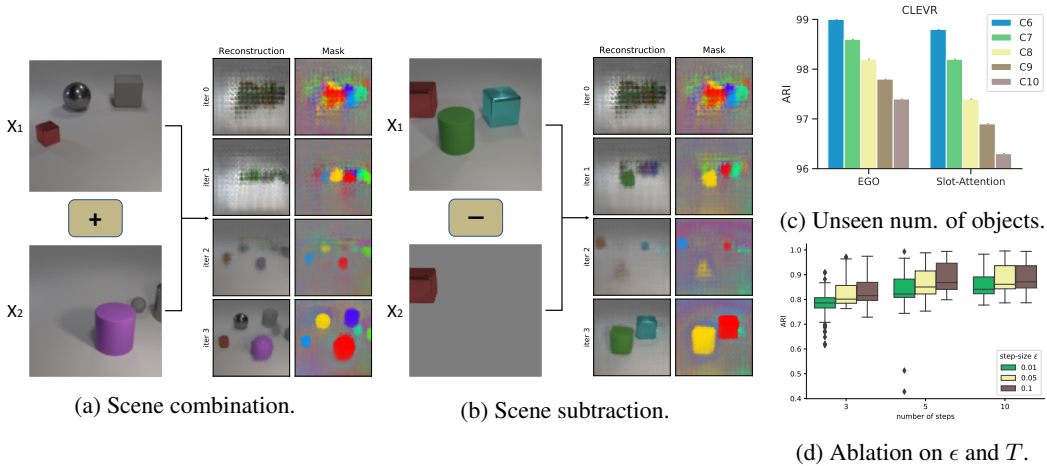 Reconstruction Mask
X1
+
X2
iter 0
iter 1
iter 2
iter 3
(a) Scene combination.
Reconstruction Mask
X1
−
X2
iter 0
iter 1
iter 2
iter 3
(b) Scene subtraction.
CLEVR
ARI
99
98
97
96
EGO Slot-Attention
C6
C7
C8
C9
C10
(c) Unseen num. of objects.
ARI
1.0
0.9
0.8
0.7
0.6
0.5
0.4
3 5 10
number of steps
step-size ε
0.01
0.05
0.1
(d) Ablation on ϵ and T.